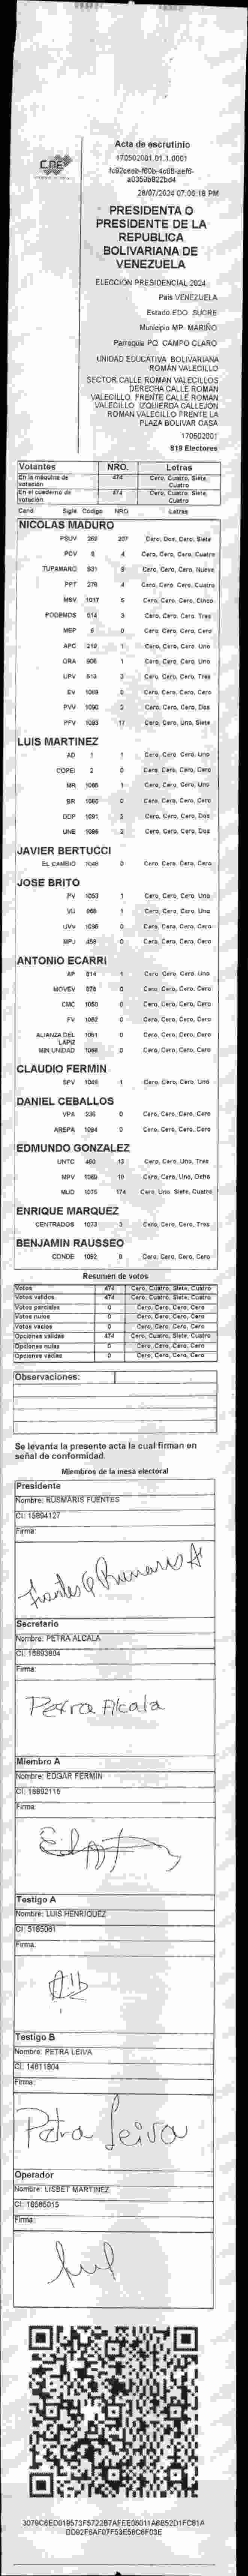 CNE
Acta de escrutinio
170502001.01.1.0001
a0359b822bd4
28/07/2024 07:06:18 PM
PRESIDENTA O
PRESIDENTE DE LA
REPUBLICA
BOLIVARIANA DE
VENEZUELA
ELECCIÓN PRESIDENCIAL 2024
País VENEZUELA
Estado EDO. SUCRE
Municipio MP. MARIÑO
Parroquia PQ. CAMPO CLARO
UNIDAD EDUCATIVA BOLIVARIANA
ROMÁN VALECILLO
SECTOR CALLE ROMAN VALECILLOS
DERECHA CALLE ROMAN
VALECILLO. FRENTE CALLE ROMAN
VALECILLO IZQUIERDA CALLEJÓN
ROMAN VALECILLO FRENTE LA
PLAZA BOLIVAR CASA
170502001
819 Electores
Votantes NRO. Letras
En la máquina de votación 474 Cero, Cuatro, Siete, Cuatro
En el cuaderno de votación 474 Cero, Cuatro, Siete, Cuatro
Cand. Sigla Codigo NRO. Letras
NICOLAS MADURO
PSUV 269 207 Cero, Dos, Cero, Siete
PCV 4 Cero, Cero, Cero, Cuatro
TUPAMARO 931 9 Cero, Cero, Cero, Nueve
PPT 278 4 Cero, Cero, Cero, Cuatro
MSV 1017 5 Cero, Cero, Cero, Cinco
PODEMOS 514 3 Cero, Cero, Cero, Tres
MEP 6 0 Cero, Cero, Cero, Cero
APC 219 1 Cero, Cero, Cero, Uno
ORA 906 1 Cero, Cero, Cero, Uno
UPV 513 3 Cero, Cero, Cero, Tres
EV 1069 0 Cero, Cero, Cero, Cero
PVV 1090 2 Cero, Cero, Cero, Dos
PFV 1093 17 Cero, Cero, Uno, Siete
LUIS MARTINEZ
AD 1 1 Cero, Cero, Cero, Uno
COPEI 2 0 Cero, Cero, Cero, Cero
MR 1065 1 Cero, Cero, Cero, Uno
BR 1066 0 Cero, Cero, Cero, Cero
DDP 1091 2 Cero, Cero, Cero, Dos
UNE 1096 2 Cero, Cero, Cero, Dos
JAVIER BERTUCCI
EL CAMBIO 1048 0 Cero, Cero, Cero, Cero
JOSE BRITO
PV 1053 1 Cero, Cero, Cero, Uno
VU 968 1 Cero, Cero, Cero, Uno
UVV 1098 0 Cero, Cero, Cero, Cero
MPJ 458 0 Cero, Cero, Cero, Cero
ANTONIO ECARRI
AP 814 1 Cero, Cero, Cero, Uno
MOVEV 878 0 Cero, Cero, Cero, Cero
CMC 1050 0 Cero, Cero, Cero, Cero
FV 1082 0 Cero, Cero, Cero, Cero
ALIANZA DEL LAPIZ 1061 0 Cero, Cero, Cero, Cero
MIN UNIDAD 1068 0 Cero, Cero, Cero, Cero
CLAUDIO FERMIN
SPV 1049 1 Cero, Cero, Cero, Uno
DANIEL CEBALLOS
VPA 236 0 Cero, Cero, Cero, Cero
AREPA 1094 0 Cero, Cero, Cero, Cero
EDMUNDO GONZALEZ
UNTC 460 13 Cero, Cero, Uno, Tres
MPV 1069 18 Cero, Cero, Uno, Ocho
MUD 1075 174 Cero, Uno, Siete, Cuatro
ENRIQUE MARQUEZ
CENTRADOS 1073 3 Cero, Cero, Cero, Tres
BENJAMIN RAUSSEO
CONDE 1092 0 Cero, Cero, Cero, Cero
Resumen de votos
Votos 474 Cero, Cuatro, Siete, Cuatro
Votos validos 474 Cero, Cuatro, Siete, Cuatro
Votos parciales 0 Cero, Cero, Cero, Cero
Votos nulos 0 Cero, Cero, Cero, Cero
Votos vacíos 0 Cero, Cero, Cero, Cero
Opciones válidas 474 Cero, Cuatro, Siete, Cuatro
Opciones nulas 0 Cero, Cero, Cero, Cero
Opciones vacías 0 Cero, Cero, Cero, Cero
Observaciones:
Se levanta la presente acta la cual firman en
señal de conformidad.
Miembros de la mesa electoral
Presidente
Nombre: RUSMARIS FUENTES
CI: 15894127
Firma:
Secretario
Nombre: PETRA ALCALA
CI: 16893804
Firma:
Petra Alcala
Miembro A
Nombre: EDGAR FERMIN
CI: 16892115
Firma:
Testigo A
Nombre: LUIS HENRIQUEZ
CI: 5185061
Firma:
Testigo B
Nombre: PETRA LEIVA
CI: 14611804
Firma:
Petra Leiva
Operador
Nombre: LISBET MARTINEZ
CI: 18585015
Firma: